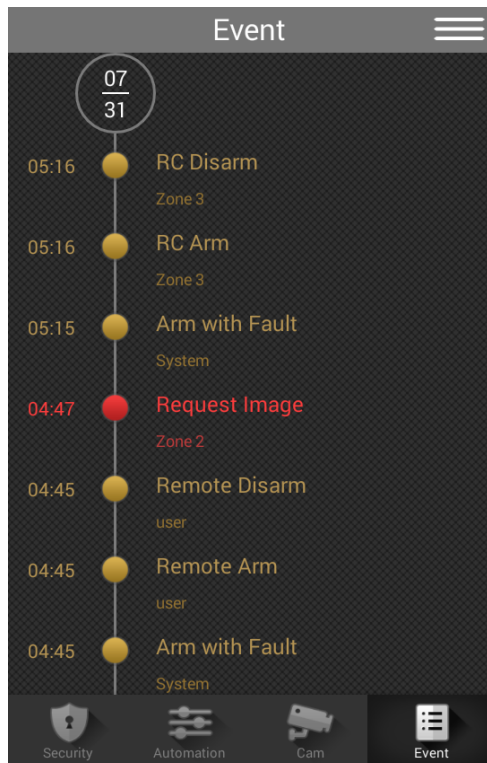 Event
07
31
05:16 RC Disarm
Zone 3
05:16 RC Arm
Zone 3
05:15 Arm with Fault
System
04:47 Request Image
Zone 2
04:45 Remote Disarm
user
04:45 Remote Arm
user
04:45 Arm with Fault
System
Security Automation Cam Event